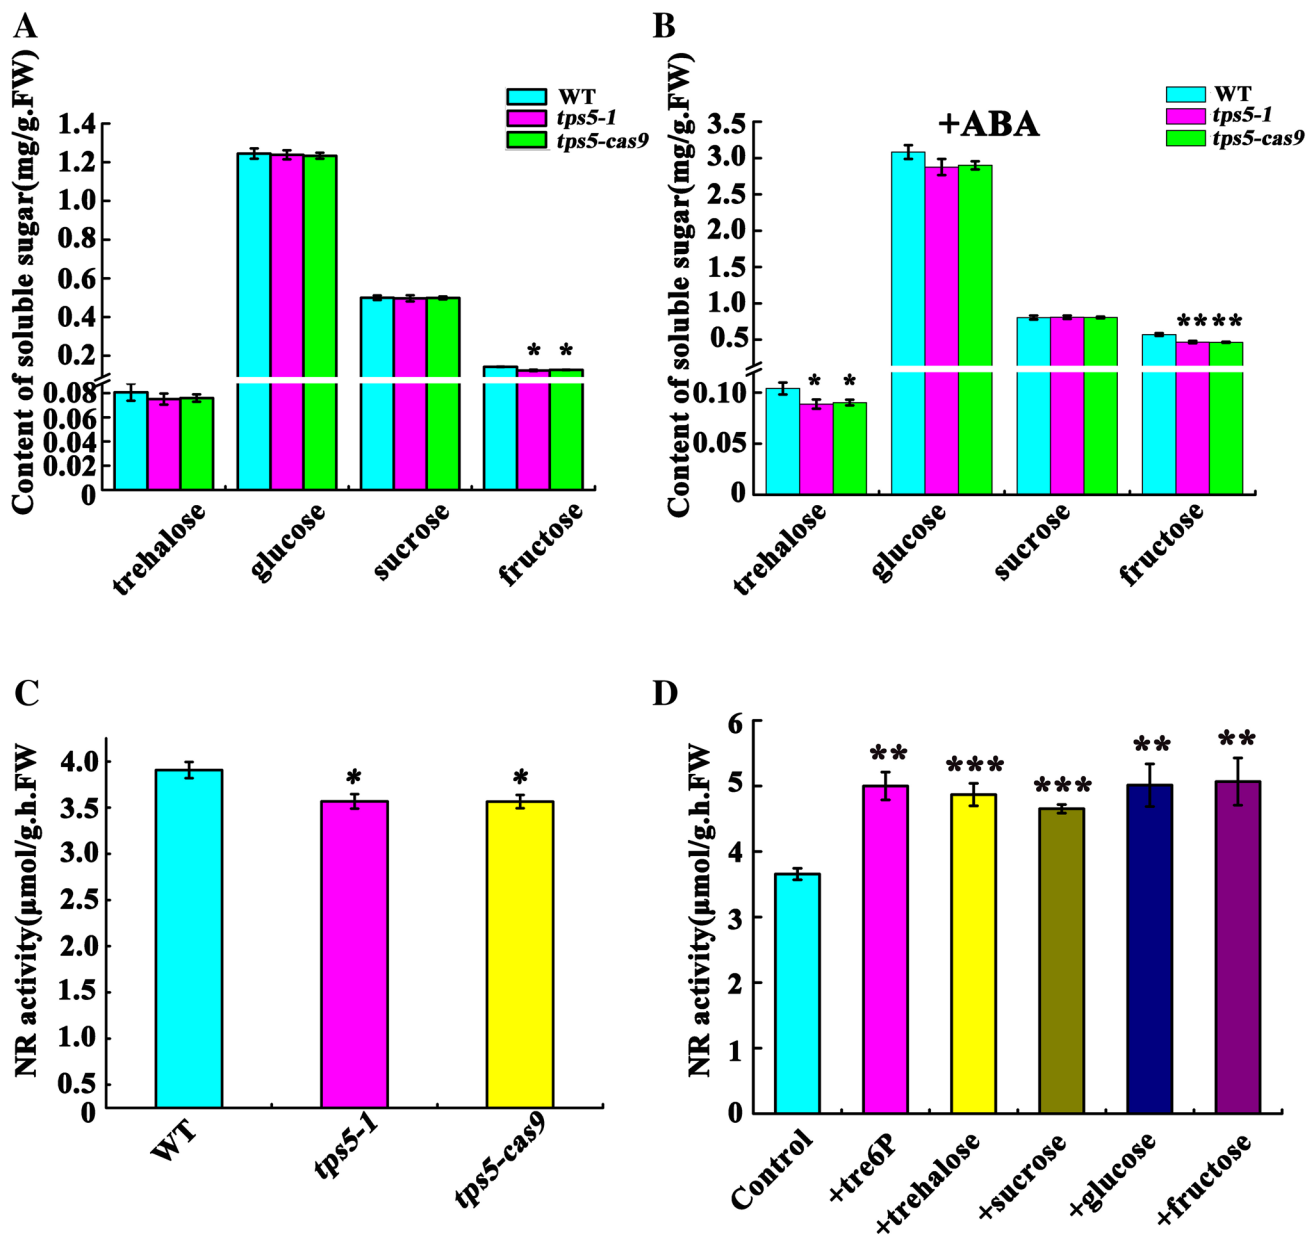 A
Content of soluble sugar(mg/g.FW)
WT
tps5-1
tps5-cas9
1.4
1.2
1.0
0.8
0.6
0.4
0.2
0.08
0.06
0.04
0.02
0
* *
trehalose
glucose
sucrose
fructose
B
Content of soluble sugar(mg/g.FW)
+ABA
WT
tps5-1
tps5-cas9
3.5
3.0
2.5
2.0
1.5
1.0
0.5
0.10
0.05
0
* *
** **
trehalose
glucose
sucrose
fructose
C
NR activity(μmol/g.h.FW
4.0
3.5
3.0
2.5
2.0
1.5
1.0
0.5
0
* *
WT
tps5-1
tps5-cas9
D
NR activity(μmol/g.h.FW
6
5
4
3
2
1
0
** *** *** ** **
Control
+tre6P
+trehalose
+sucrose
+glucose
+fructose